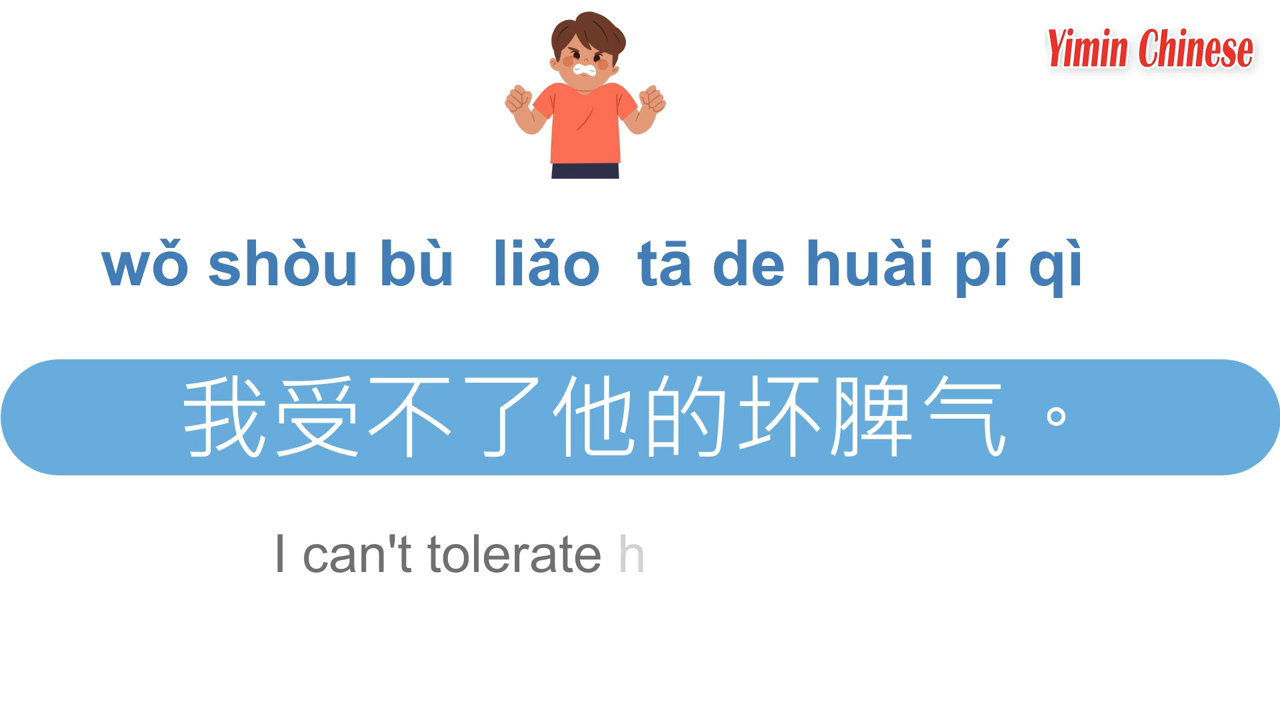 Yimin Chinese
wǒ shòu bù liǎo tā de huài pí qì
我受不了他的坏脾气。
I can't tolerate h